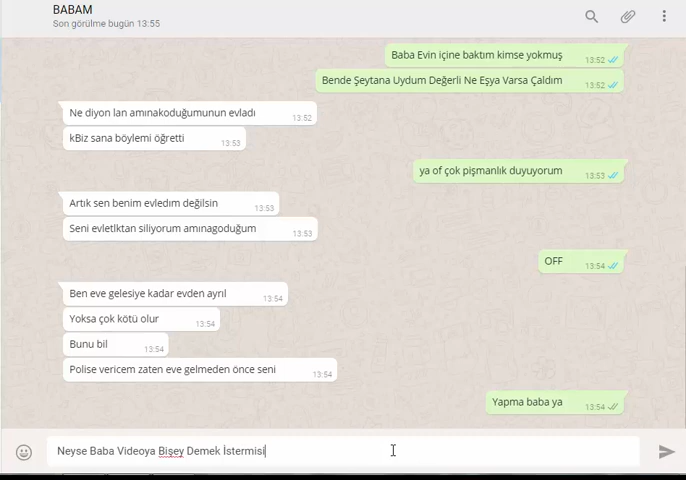 BABAM
Son görülme bugün 13:55
Baba Evin içine baktım kimse yokmuş 13:52
Bende Şeytana Uydum Değerli Ne Eşya Varsa Çaldım 13:52
Ne diyon lan amınakoduğumunun evladı 13:52
kBiz sana böylemi öğretti 13:53
ya of çok pişmanlık duyuyorum 13:53
Artık sen benim evledım değilsin 13:53
Seni evletlktan siliyorum amınagoduğum 13:53
OFF 13:54
Ben eve gelesiye kadar evden ayrıl 13:54
Yoksa çok kötü olur 13:54
Bunu bil 13:54
Polise vericem zaten eve gelmeden önce seni 13:54
Yapma baba ya 13:54
Neyse Baba Videoya Bişey Demek İstermisi